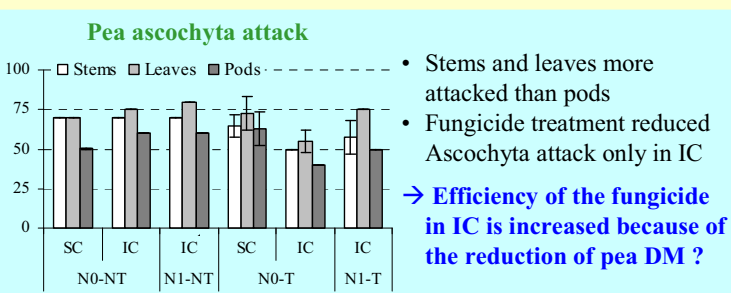 Pea ascochyta attack
Stems Leaves Pods
100
75
50
25
0
SC IC IC SC IC IC
N0-NT N1-NT N0-T N1-T
• Stems and leaves more
attacked than pods
• Fungicide treatment reduced
Ascochyta attack only in IC
→ Efficiency of the fungicide
in IC is increased because of
the reduction of pea DM ?